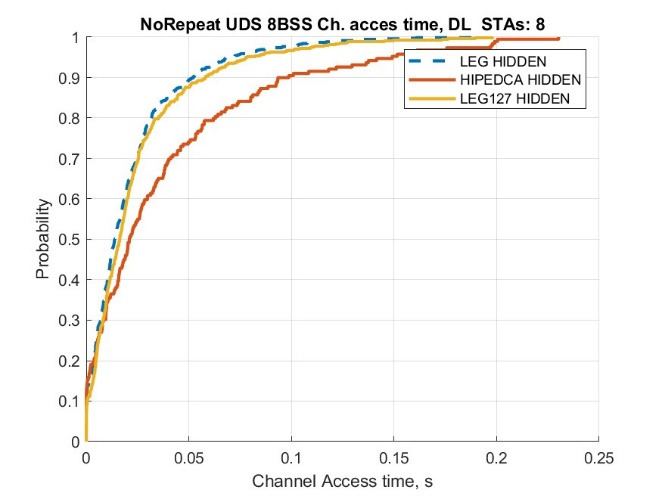 NoRepeat UDS 8BSS Ch. acces time, DL STAs: 8
LEG HIDDEN
HIPEDCA HIDDEN
LEG127 HIDDEN
1
0.9
0.8
0.7
0.6
0.5
0.4
0.3
0.2
0.1
0
Probability
0
0.05
0.1
0.15
0.2
0.25
Channel Access time, s